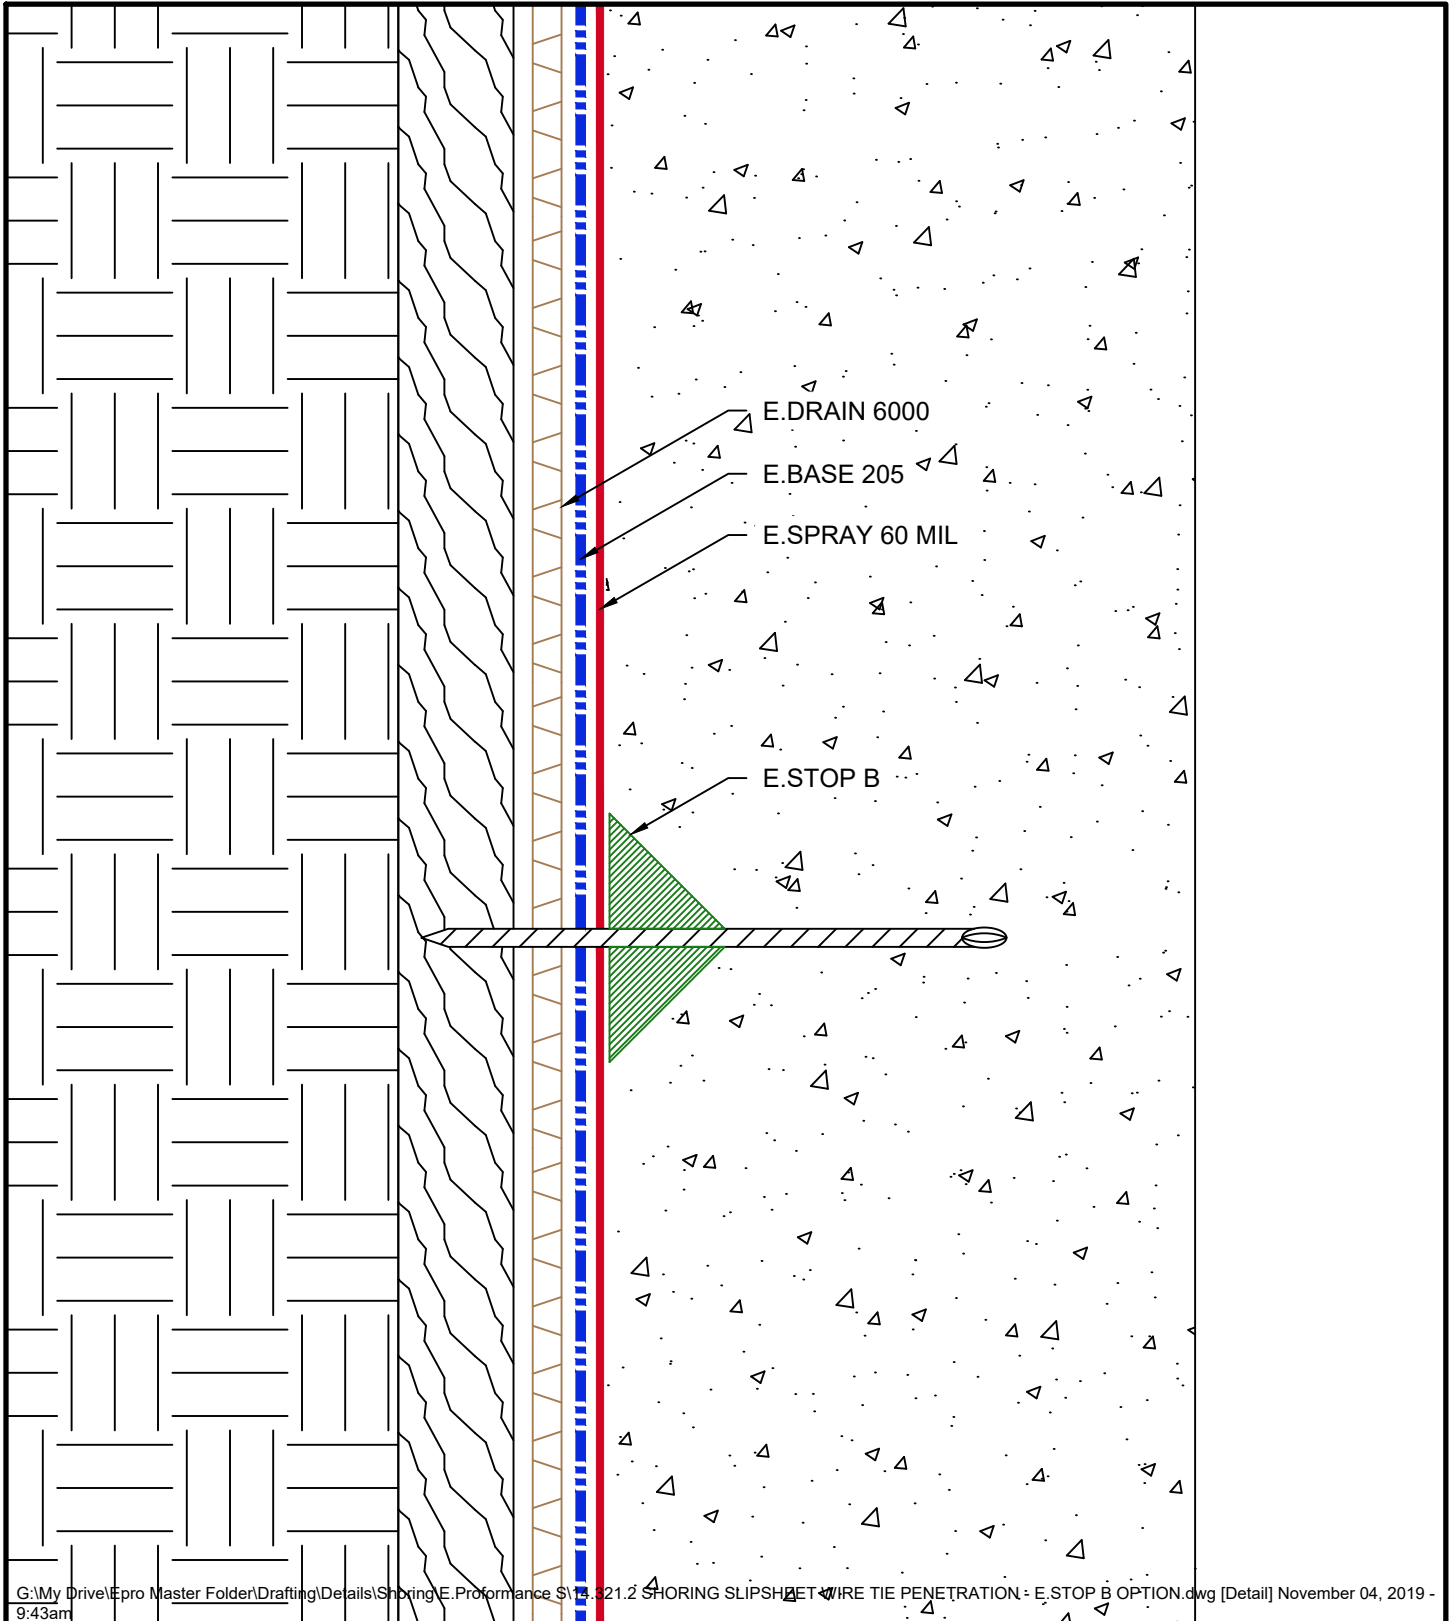 E.DRAIN 6000
E.BASE 205
E.SPRAY 60 MIL
E.STOP B
G:\My Drive\Epro Master Folder\Drafting\Details\Shoring\E.Proformance S\14.321.2 SHORING SLIPSHEET WIRE TIE PENETRATION - E.STOP B OPTION.dwg [Detail] November 04, 2019 -
9:43am